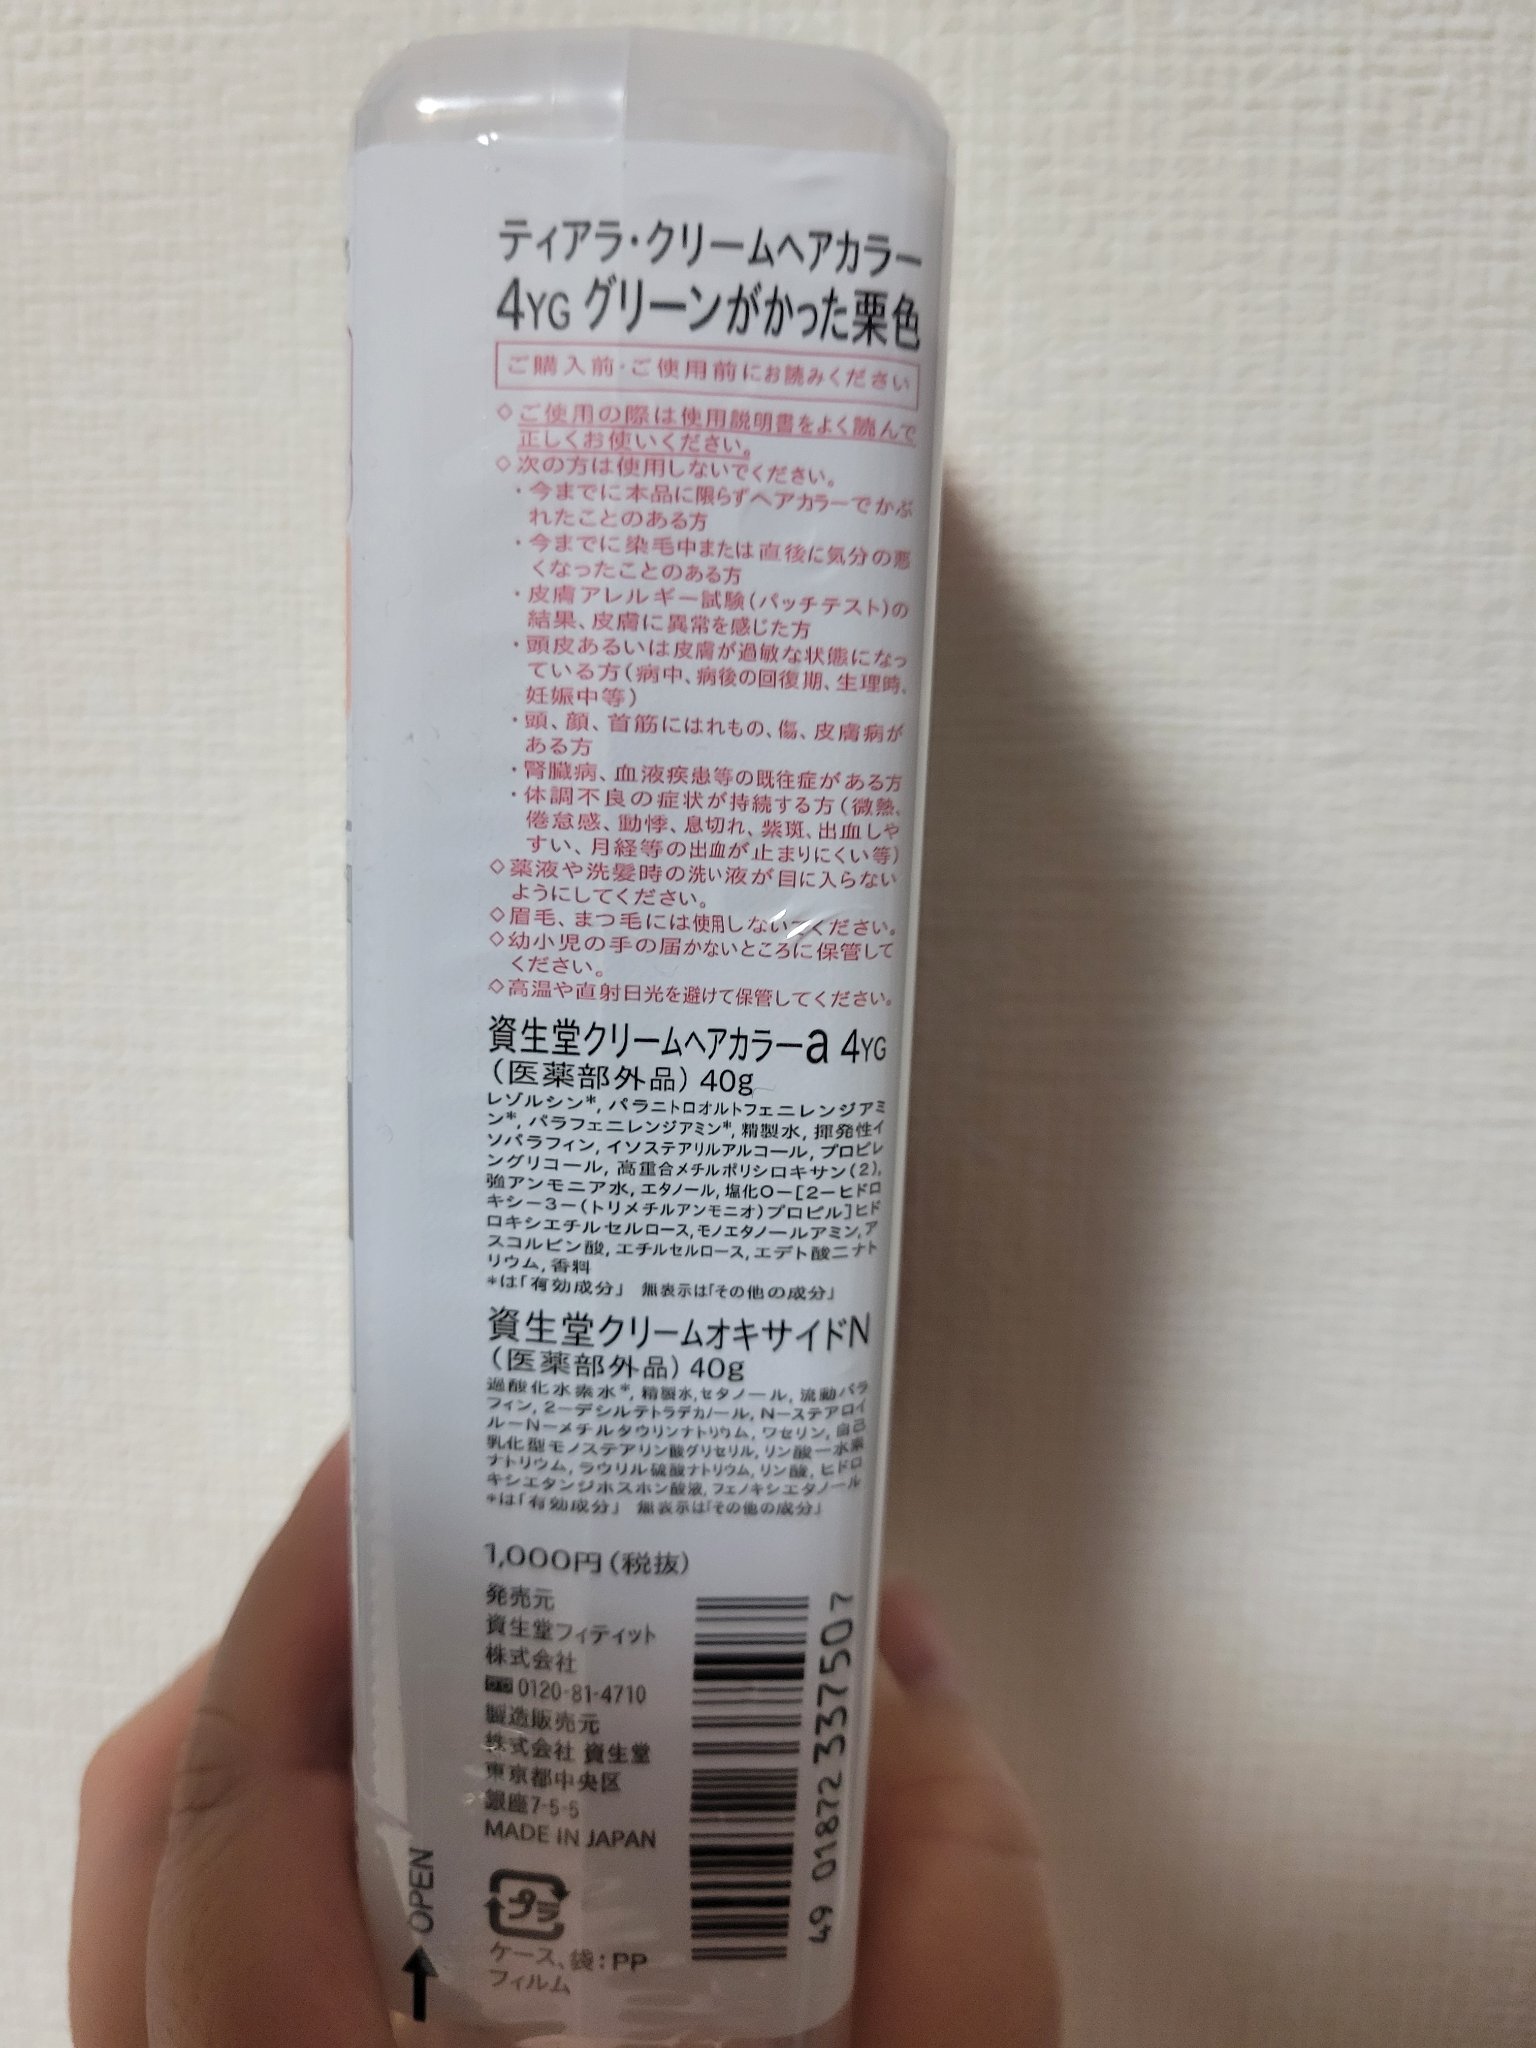 ティアラ・クリームヘアカラー
4YG グリーンがかった栗色
ご購入前・ご使用前にお読みください
◇ご使用の際は使用説明書をよく読んで
正しくお使いください。
◇次の方は使用しないでください。
・今までに本品に限らずヘアカラーでかぶ
れたことのある方
・今までに染毛中または直後に気分の悪
くなったことのある方
・皮膚アレルギー試験(パッチテスト)の
結果、皮膚に異常を感じた方
・頭皮あるいは皮膚が過敏な状態になっ
ている方(病中、病後の回復期、生理時、
妊娠中等)
・頭、顔、首筋にはれもの、傷、皮膚病が
ある方
・腎臓病、血液疾患等の既往症がある方
・体調不良の症状が持続する方(微熱、
倦怠感、動悸、息切れ、紫斑、出血しや
すい、月経等の出血が止まりにくい等)
◇薬液や洗髪時の洗い液が目に入らない
ようにしてください。
◇眉毛、まつ毛には使用しないでください。
◇幼小児の手の届かないところに保管して
ください。
◇高温や直射日光を避けて保管してください。
資生堂クリームヘアカラーa 4YG
(医薬部外品) 40g
レゾルシン*, パラニトロオルトフェニレンジアミ
ン*, パラフェニレンジアミン*, 精製水, 揮発性イ
ソパラフィン, イソステアリルアルコール, プロピレ
ングリコール, 高重合メチルポリシロキサン(2),
強アンモニア水, エタノール, 塩化O-[2-ヒドロ
キシ-3-(トリメチルアンモニオ)プロピル]ヒド
ロキシエチルセルロース, モノエタノールアミン, ア
スコルビン酸, エチルセルロース, エデト酸二ナト
リウム, 香料
*は「有効成分」 無表示は「その他の成分」
資生堂クリームオキサイドN
(医薬部外品) 40g
過酸化水素水*, 精製水, セタノール, 流動パラ
フィン, 2-デシルテトラデカノール, N-ステアロイ
ル-N-メチルタウリンナトリウム, ワセリン, 自己
乳化型モノステアリン酸グリセリル, リン酸一水素
ナトリウム, ラウリル硫酸ナトリウム, リン酸, ヒドロ
キシエタンジホスホン酸液, フェノキシエタノール
*は「有効成分」 無表示は「その他の成分」
1,000円(税抜)
発売元
資生堂フィティット
株式会社
0120-81-4710
製造販売元
株式会社 資生堂
東京都中央区
銀座7-5-5
MADE IN JAPAN
プラ
ケース、袋:PP
フィルム
49 01872 33750 7
OPEN